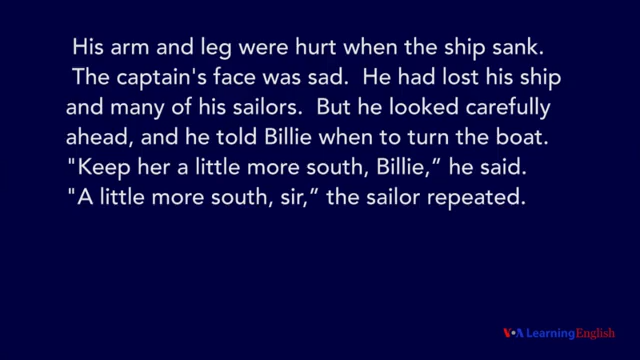 His arm and leg were hurt when the ship sank.
The captain's face was sad.  He had lost his ship
and many of his sailors.  But he looked carefully
ahead, and he told Billie when to turn the boat.
"Keep her a little more south, Billie,” he said.
"A little more south, sir,” the sailor repeated.
VOA Learning English